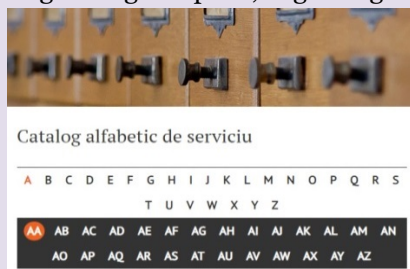 Catalog alfabetic de serviciu
A B C D E F G H I J K L M N O P Q R S
T U V W X Y Z
AA AB AC AD AE AF AG AH AI AJ AK AL AM AN
AO AP AQ AR AS AT AU AV AW AX AY AZ